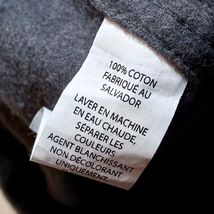 100% COTON
FABRIQUÉ AU
SALVADOR
LAVER EN MACHINE
EN EAU CHAUDE,
SÉPARER LES
COULEURS
AGENT BLANCHISSANT
NON DÉCOLORANT
UNIQUEMENT